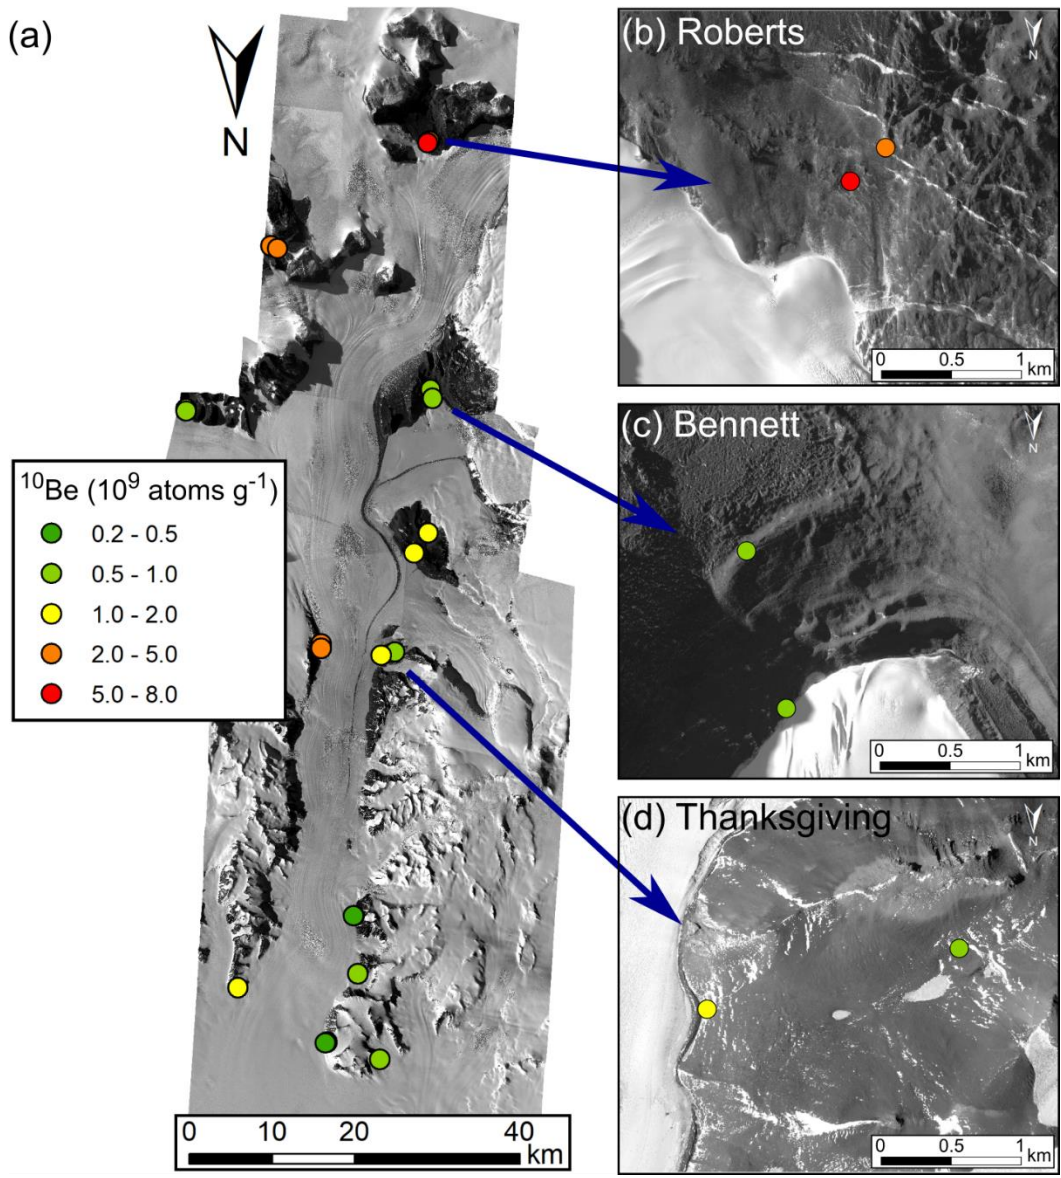 (a)
N
¹⁰Be (10⁹ atoms g⁻¹)
0.2 - 0.5
0.5 - 1.0
1.0 - 2.0
2.0 - 5.0
5.0 - 8.0
0 10 20 40
km
(b) Roberts
N
0 0.5 1
km
(c) Bennett
N
0 0.5 1
km
(d) Thanksgiving
N
0 0.5 1
km